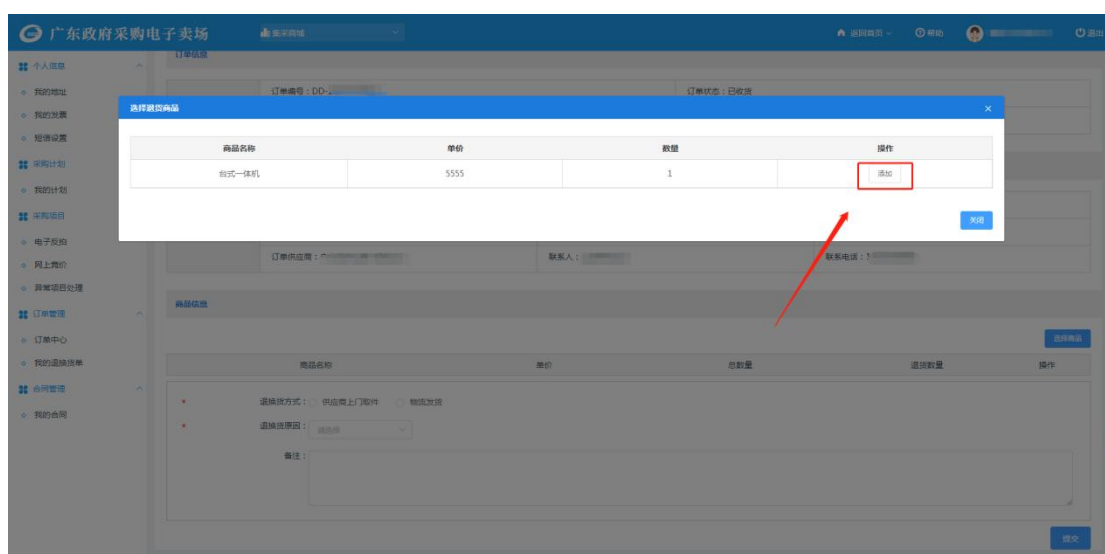 广东政府采购电子卖场 集采商城 返回首页 帮助 退出
个人信息 订单信息
我的地址 订单编号：DD- 订单状态：已收货
选择退货商品 ×
我的发票
短信设置
商品名称 单价 数量 操作
采购计划
台式一体机 5555 1 添加
我的计划
采购项目 关闭
电子反拍
订单供应商： 联系人： 联系电话：
网上竞价
异常项目处理
商品信息
订单管理
订单中心 选择商品
我的退换货单 商品名称 单价 总数量 退货数量 操作
合同管理
* 退换货方式： 供应商上门取件 物流发货
我的合同
* 退换货原因： 请选择
备注：
提交